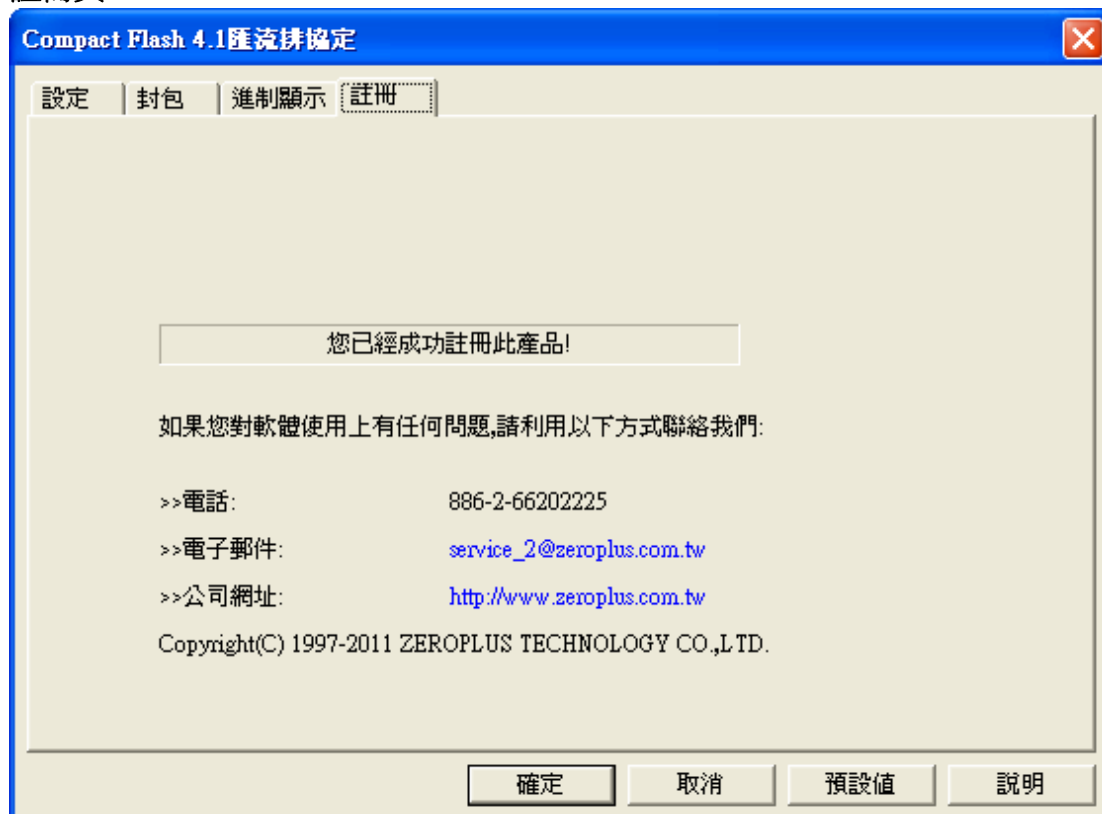 Compact Flash 4.1匯流排協定
設定 封包 進制顯示 註冊
您已經成功註冊此產品!
如果您對軟體使用上有任何問題,請利用以下方式聯絡我們:
>>電話: 886-2-66202225
>>電子郵件: service_2@zeroplus.com.tw
>>公司網址: http://www.zeroplus.com.tw
Copyright(C) 1997-2011 ZEROPLUS TECHNOLOGY CO.,LTD.
確定 取消 預設值 說明